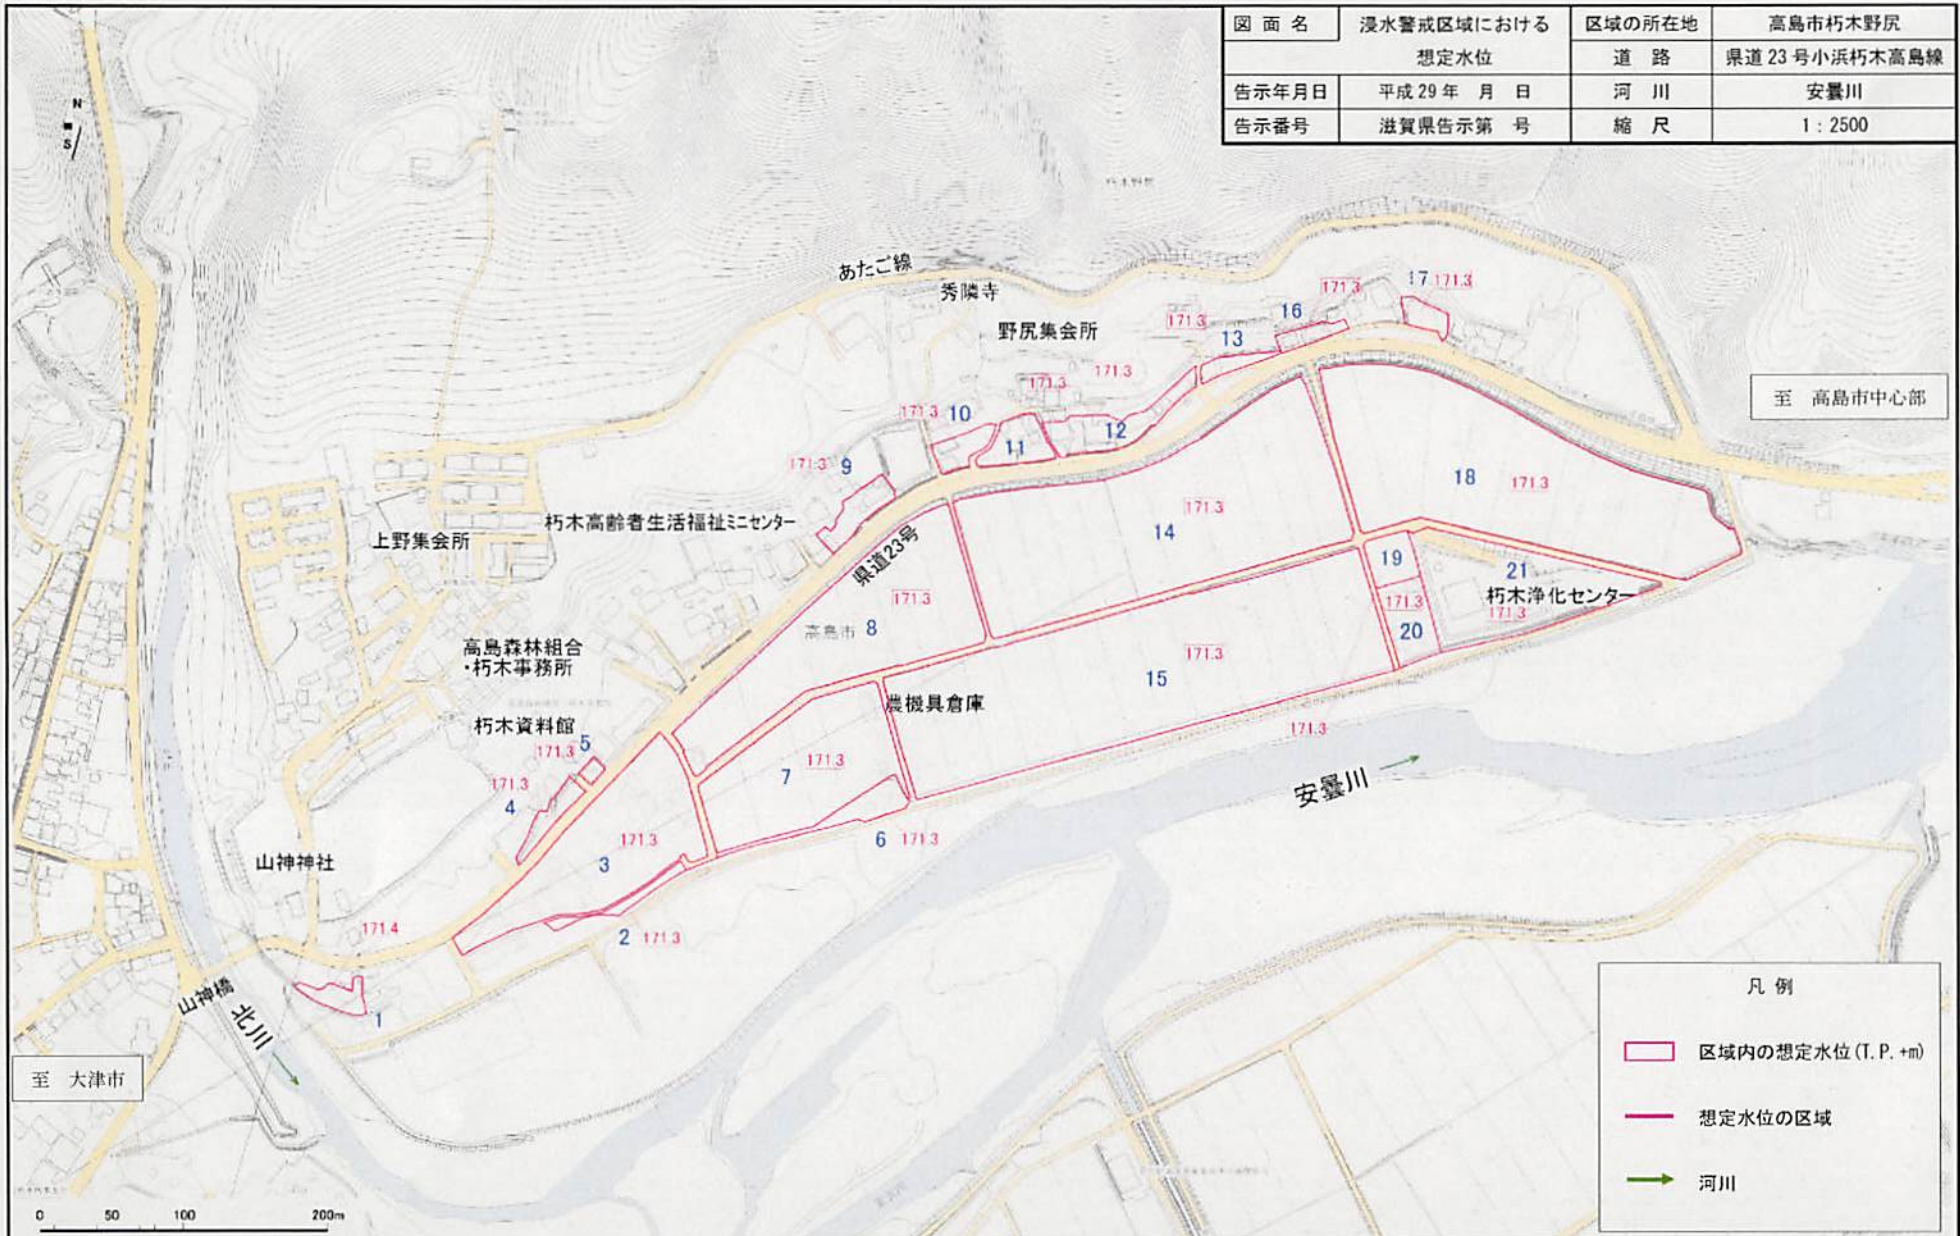 図面名 浸水警戒区域における 区域の所在地 高島市朽木野尻
想定水位 道路 県道23号小浜朽木高島線
告示年月日 平成29年 月 日 河川 安曇川
告示番号 滋賀県告示第 号 縮尺 1：2500
N
S
あたご線
秀隣寺
野尻集会所
171.3
16
171.3
17 171.3
13
171.3
171.3
171.3 10
11
12
171.3 9
至 高島市中心部
上野集会所
朽木高齢者生活福祉ミニセンター
県道23号
171.3
14
18 171.3
19
21
朽木浄化センター
171.3
171.3
20
171.3
高島市 8
高島森林組合
・朽木事務所
171.3
15
農機具倉庫
朽木資料館
171.3 5
171.3
4
171.3
7
171.3
安曇川
171.3
3
6 171.3
山神神社
171.4
2 171.3
1
山神橋
北川
至 大津市
凡例
区域内の想定水位(T.P.+m)
想定水位の区域
河川
0 50 100 200m